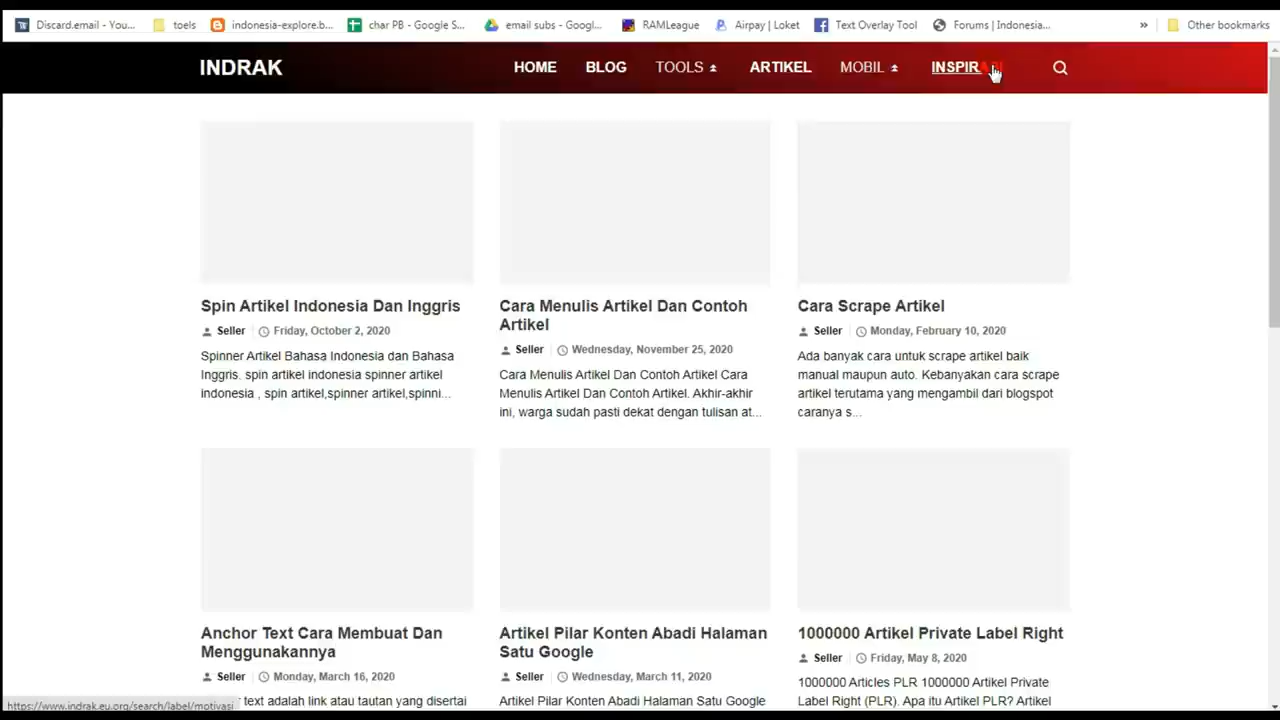 Discard.email - You...
toels
indonesia-explore.b...
char PB - Google S...
email subs - Googl...
RAMLeague
Airpay | Loket
Text Overlay Tool
Forums | Indonesia...
»
Other bookmarks
INDRAK
HOME
BLOG
TOOLS
ARTIKEL
MOBIL
Spin Artikel Indonesia Dan Inggris
Seller
Friday, October 2, 2020
Spinner Artikel Bahasa Indonesia dan Bahasa
Inggris. spin artikel indonesia spinner artikel
indonesia , spin artikel,spinner artikel,spinni...
Cara Menulis Artikel Dan Contoh
Artikel
Seller
Wednesday, November 25, 2020
Cara Menulis Artikel Dan Contoh Artikel Cara
Menulis Artikel Dan Contoh Artikel. Akhir-akhir
ini, warga sudah pasti dekat dengan tulisan at...
Cara Scrape Artikel
Seller
Monday, February 10, 2020
Ada banyak cara untuk scrape artikel baik
manual maupun auto. Kebanyakan cara scrape
artikel terutama yang mengambil dari blogspot
caranya s...
Anchor Text Cara Membuat Dan
Menggunakannya
Seller
Monday, March 16, 2020
text adalah link atau tautan yang disertai
Artikel Pilar Konten Abadi Halaman
Satu Google
Seller
Wednesday, March 11, 2020
Artikel Pilar Konten Abadi Halaman Satu Google
1000000 Artikel Private Label Right
Seller
Friday, May 8, 2020
1000000 Articles PLR 1000000 Artikel Private
Label Right (PLR). Apa itu Artikel PLR? Artikel
https://www.indrak.eu.org/search/label/motivasi